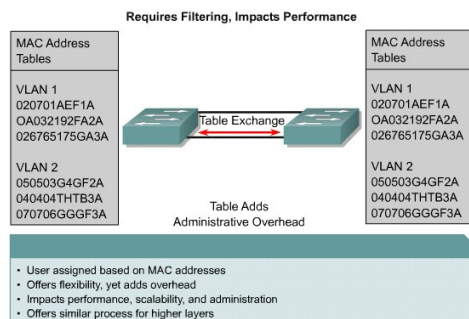 Requires Filtering, Impacts Performance
MAC Address
Tables
VLAN 1
020701AEF1A
OA032192FA2A
026765175GA3A
VLAN 2
050503G4GF2A
040404THTB3A
070706GGGF3A
Table Exchange
MAC Address
Tables
VLAN 1
020701AEF1A
OA032192FA2A
026765175GA3A
VLAN 2
050503G4GF2A
040404THTB3A
070706GGGF3A
Table Adds
Administrative Overhead
• User assigned based on MAC addresses
• Offers flexibility, yet adds overhead
• Impacts performance, scalability, and administration
• Offers similar process for higher layers